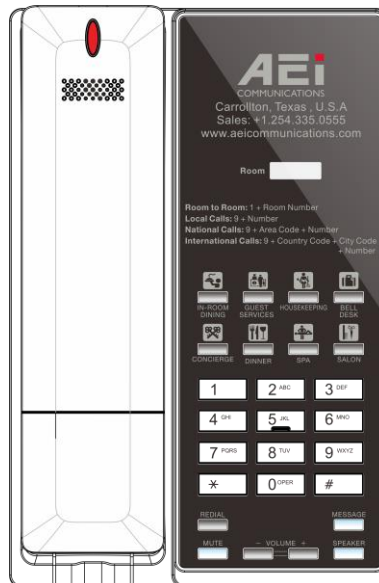 AEi
COMMUNICATIONS
Carrollton, Texas , U.S.A
Sales: +1.254.335.0555
www.aeicommunications.com
Room
Room to Room: 1 + Room Number
Local Calls: 9 + Number
National Calls: 9 + Area Code + Number
International Calls: 9 + Country Code + City Code
+ Number
IN-ROOM DINING
GUEST SERVICES
HOUSEKEEPING
BELL DESK
CONCIERGE
DINNER
SPA
SALON
1
2 ABC
3 DEF
4 GHI
5 JKL
6 MNO
7 PQRS
8 TUV
9 WXYZ
*
0 OPER
#
REDIAL
MESSAGE
MUTE
− VOLUME +
SPEAKER